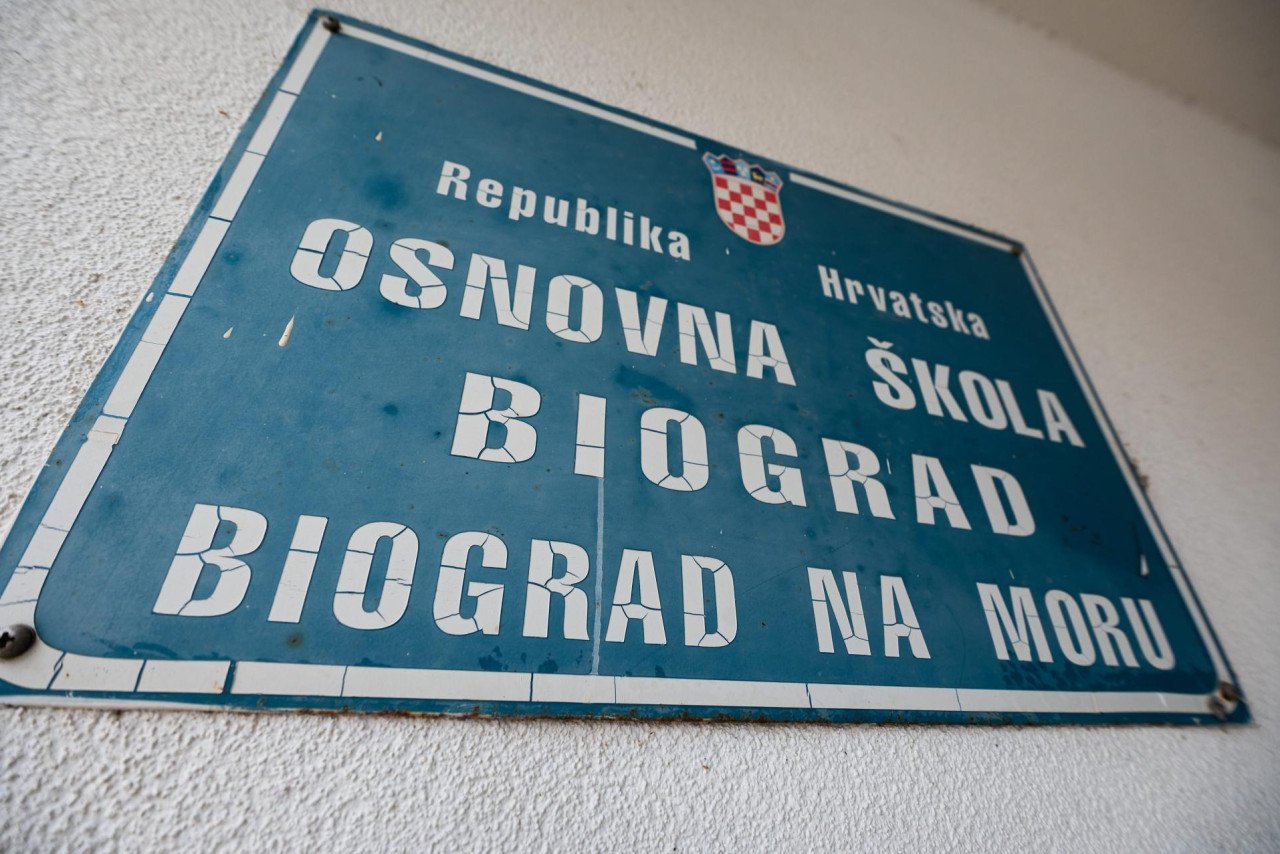 Republika Hrvatska
OSNOVNA ŠKOLA
BIOGRAD
BIOGRAD NA MORU